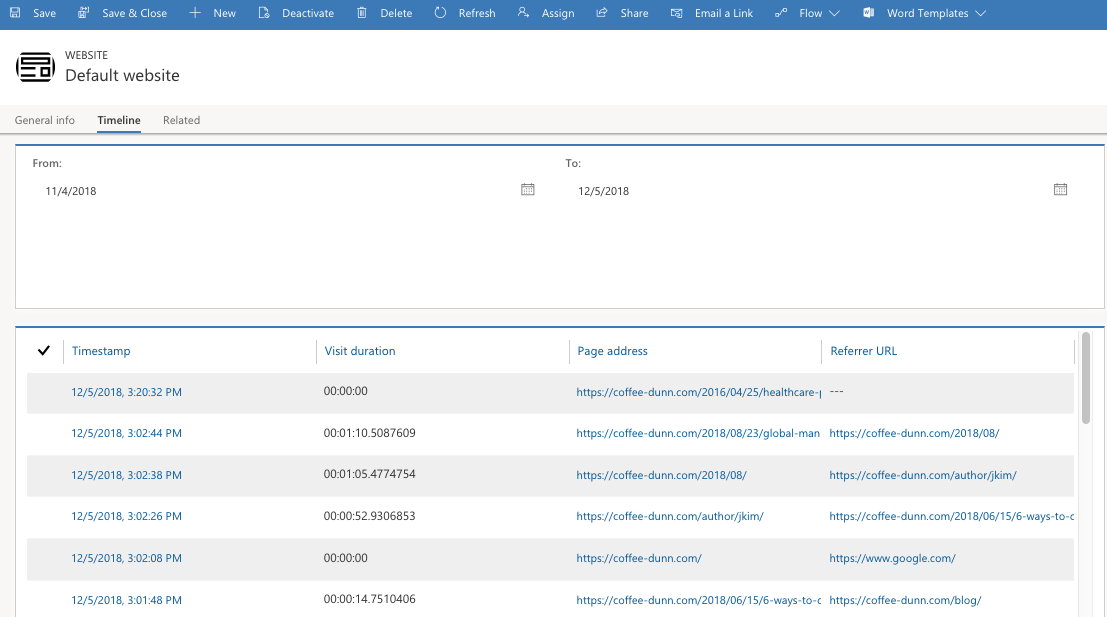 Save Save & Close New Deactivate Delete Refresh Assign Share Email a Link Flow Word Templates
WEBSITE
Default website
General info Timeline Related
From: To:
11/4/2018 12/5/2018
Timestamp Visit duration Page address Referrer URL
12/5/2018, 3:20:32 PM 00:00:00 https://coffee-dunn.com/2016/04/25/healthcare-p ---
12/5/2018, 3:02:44 PM 00:01:10.5087609 https://coffee-dunn.com/2018/08/23/global-man https://coffee-dunn.com/2018/08/
12/5/2018, 3:02:38 PM 00:01:05.4774754 https://coffee-dunn.com/2018/08/ https://coffee-dunn.com/author/jkim/
12/5/2018, 3:02:26 PM 00:00:52.9306853 https://coffee-dunn.com/author/jkim/ https://coffee-dunn.com/2018/06/15/6-ways-to-c
12/5/2018, 3:02:08 PM 00:00:00 https://coffee-dunn.com/ https://www.google.com/
12/5/2018, 3:01:48 PM 00:00:14.7510406 https://coffee-dunn.com/2018/06/15/6-ways-to-c https://coffee-dunn.com/blog/